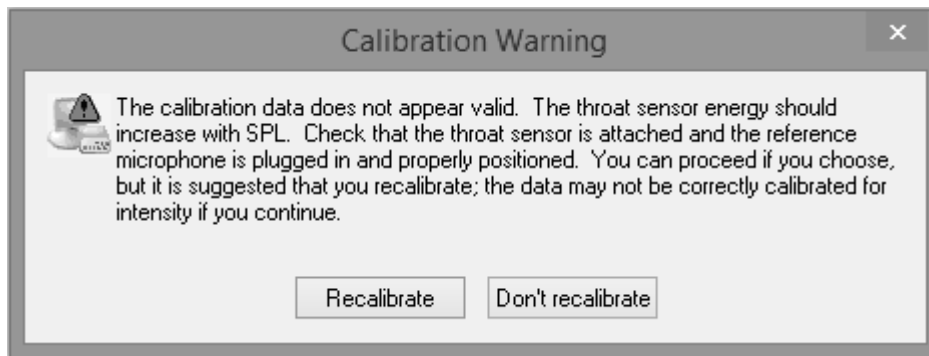 Calibration Warning
The calibration data does not appear valid.  The throat sensor energy should
increase with SPL.  Check that the throat sensor is attached and the reference
microphone is plugged in and properly positioned.  You can proceed if you choose,
but it is suggested that you recalibrate; the data may not be correctly calibrated for
intensity if you continue.
Recalibrate
Don't recalibrate